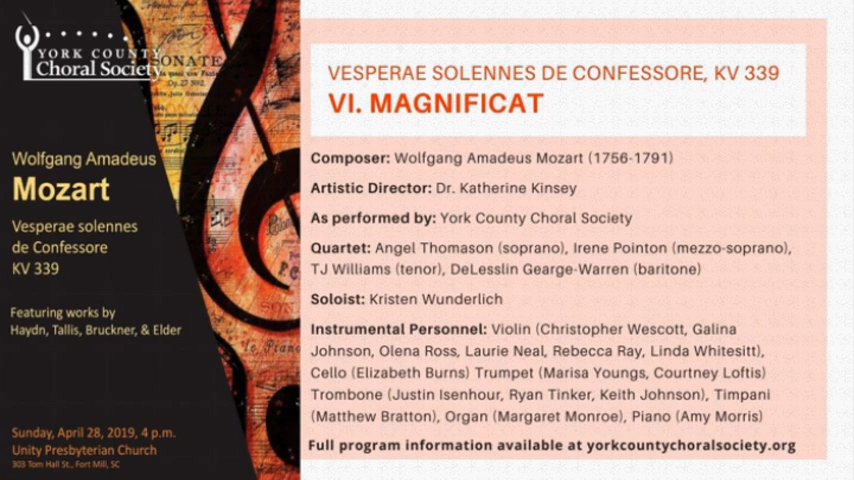 YORK COUNTY
Choral Society
SONATE
Op. 27 No2.
Wolfgang Amadeus
Mozart
Vesperae solennes
de Confessore
KV 339
Featuring works by
Haydn, Tallis, Bruckner, & Elder
Sunday, April 28, 2019, 4 p.m.
Unity Presbyterian Church
303 Tom Hall St., Fort Mill, SC
VESPERAE SOLENNES DE CONFESSORE, KV 339
VI. MAGNIFICAT
Composer: Wolfgang Amadeus Mozart (1756-1791)
Artistic Director: Dr. Katherine Kinsey
As performed by: York County Choral Society
Quartet: Angel Thomason (soprano), Irene Pointon (mezzo-soprano),
TJ Williams (tenor), DeLesslin Gearge-Warren (baritone)
Soloist: Kristen Wunderlich
Instrumental Personnel: Violin (Christopher Wescott, Galina
Johnson, Olena Ross, Laurie Neal, Rebecca Ray, Linda Whitesitt),
Cello (Elizabeth Burns) Trumpet (Marisa Youngs, Courtney Loftis)
Trombone (Justin Isenhour, Ryan Tinker, Keith Johnson), Timpani
(Matthew Bratton), Organ (Margaret Monroe), Piano (Amy Morris)
Full program information available at yorkcountychoralsociety.org